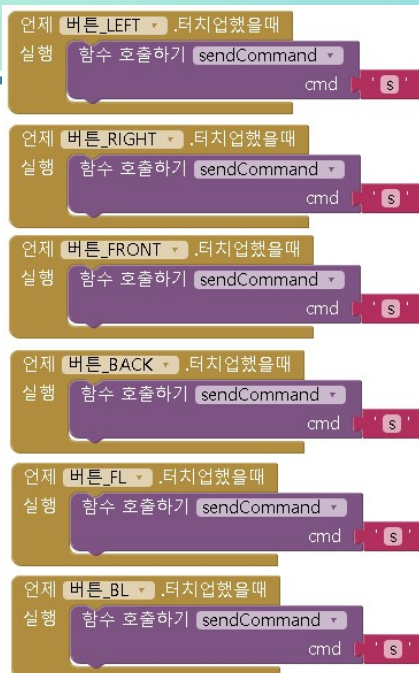 언제 버튼_LEFT .터치업했을때
실행 함수 호출하기 sendCommand
cmd ' s '
언제 버튼_RIGHT .터치업했을때
실행 함수 호출하기 sendCommand
cmd ' s '
언제 버튼_FRONT .터치업했을때
실행 함수 호출하기 sendCommand
cmd ' s '
언제 버튼_BACK .터치업했을때
실행 함수 호출하기 sendCommand
cmd ' s '
언제 버튼_FL .터치업했을때
실행 함수 호출하기 sendCommand
cmd ' s '
언제 버튼_BL .터치업했을때
실행 함수 호출하기 sendCommand
cmd ' s '